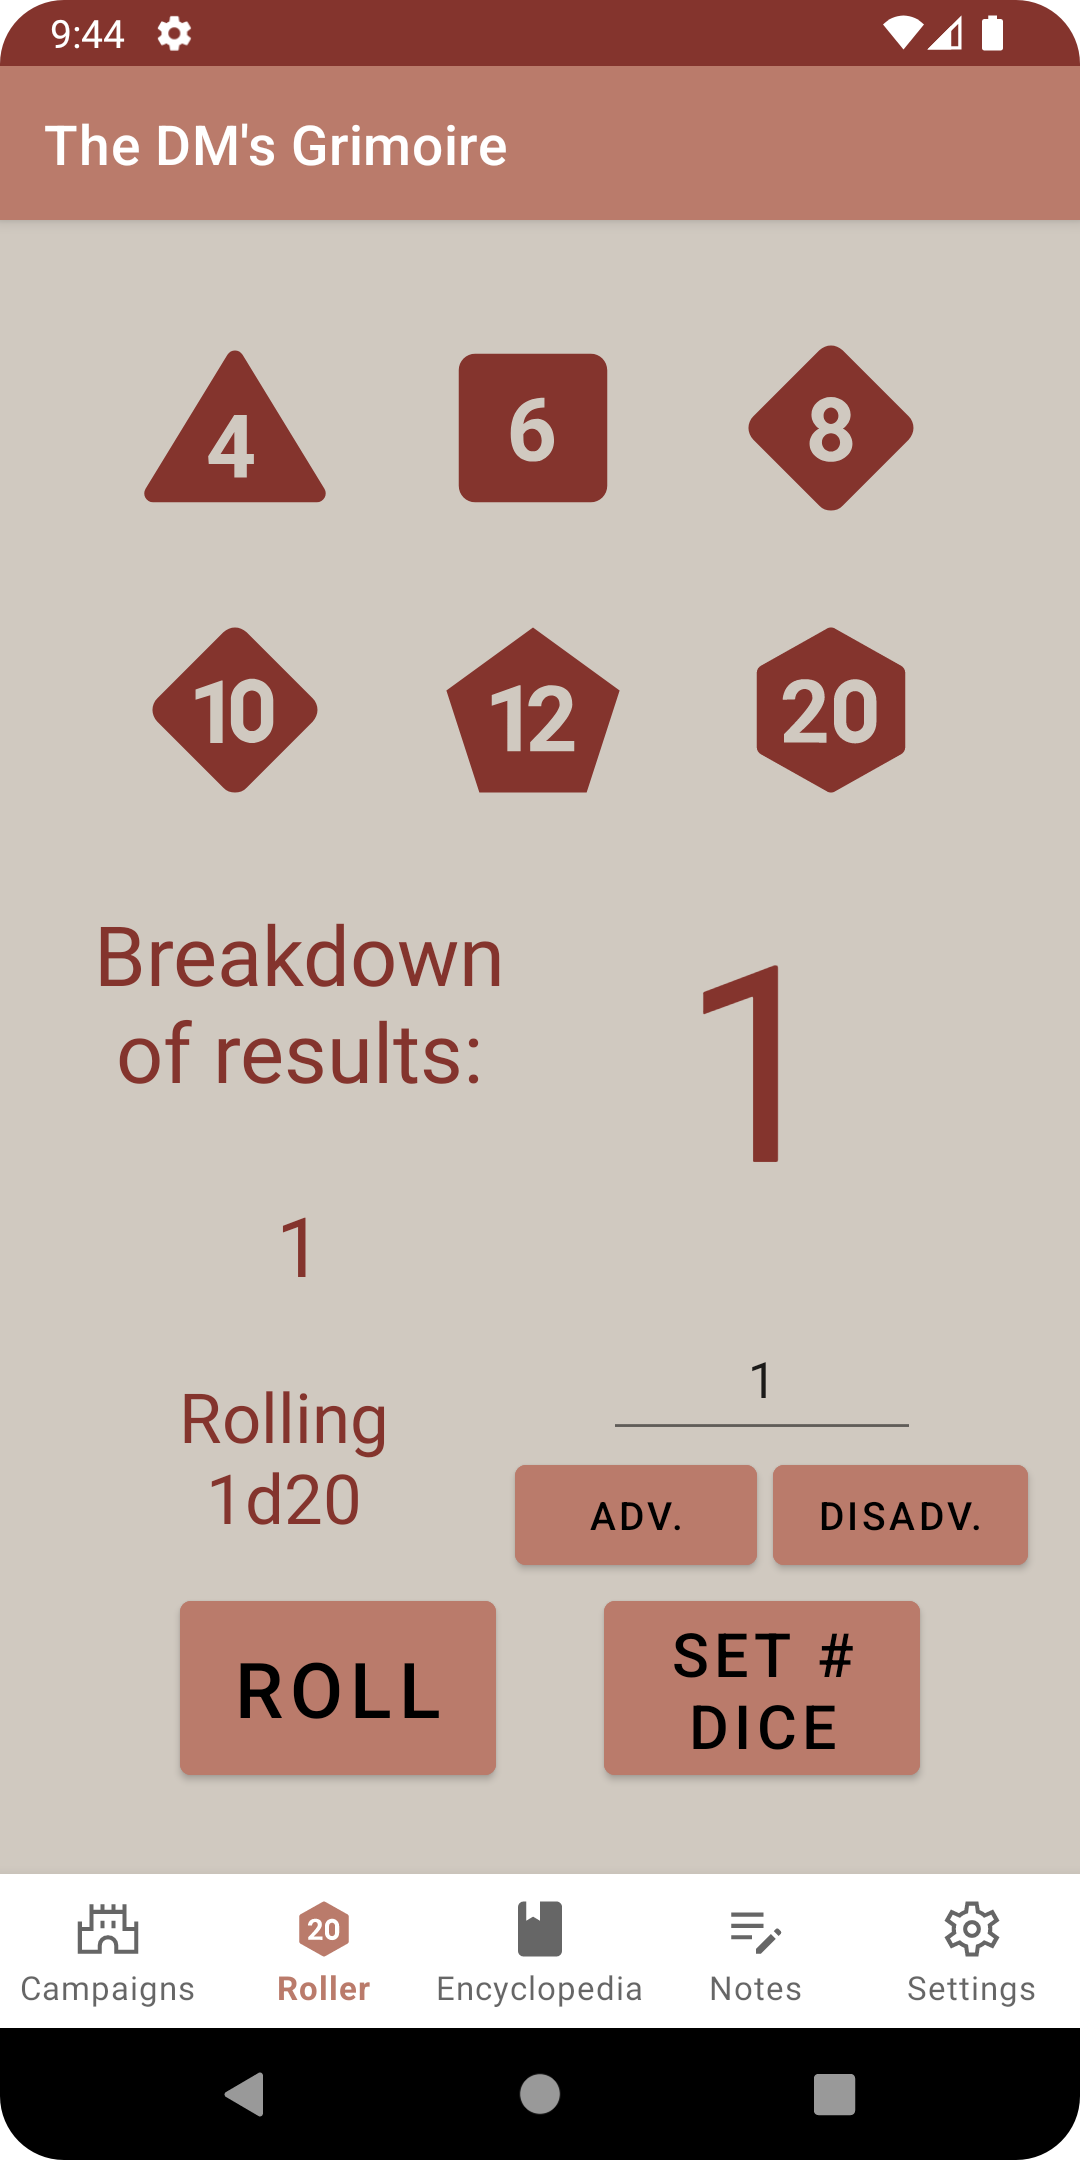 9:44
The DM's Grimoire
4
6
8
10
12
20
Breakdown
of results:
1
1
1
Rolling
1d20
ADV.
DISADV.
ROLL
SET #
DICE
20
Campaigns
Roller
Encyclopedia
Notes
Settings